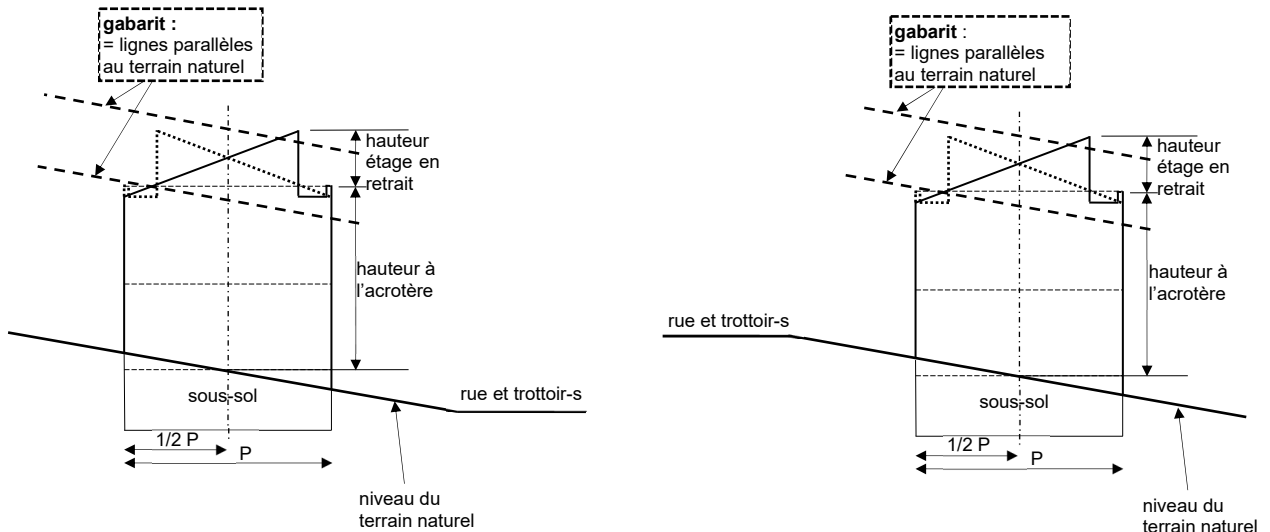 gabarit :
= lignes parallèles
au terrain naturel
hauteur
étage en
retrait
hauteur à
l'acrotère
rue et trottoir-s
sous-sol
1/2 P
P
niveau du
terrain naturel
gabarit :
= lignes parallèles
au terrain naturel
hauteur
étage en
retrait
hauteur à
l'acrotère
rue et trottoir-s
sous-sol
1/2 P
P
niveau du
terrain naturel